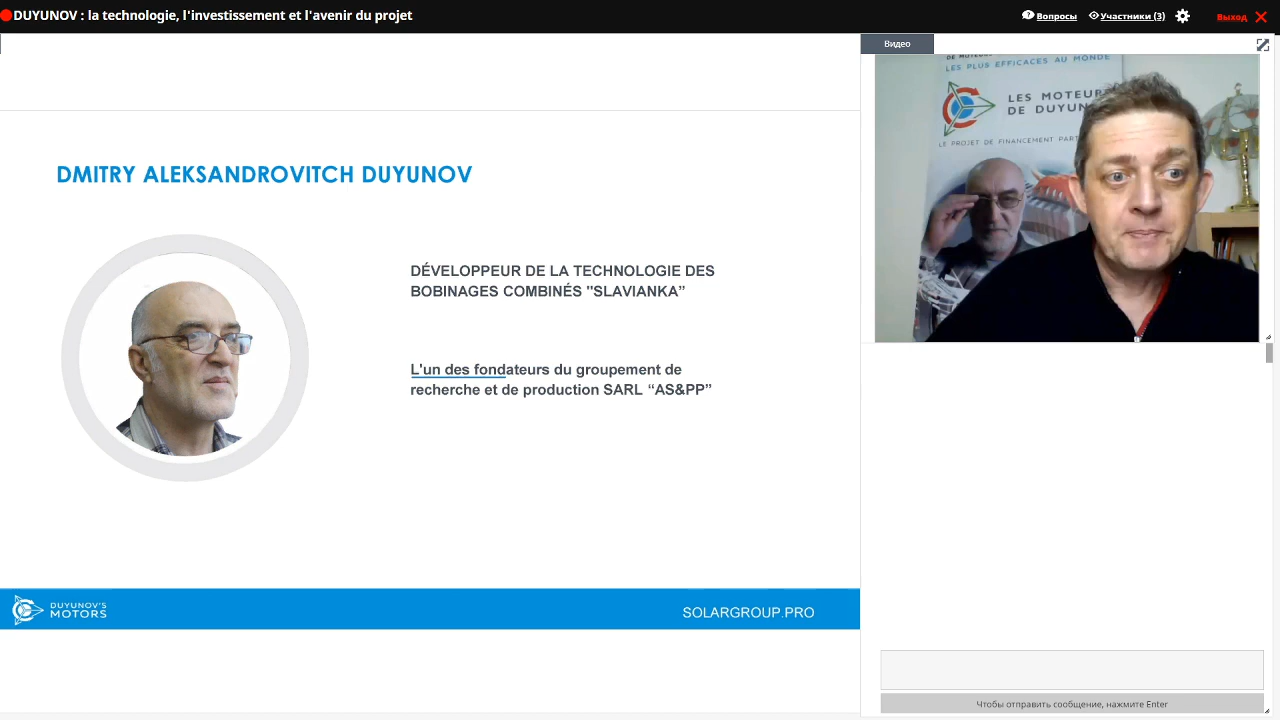 DUYUNOV : la technologie, l'investissement et l'avenir du projet
Вопросы
Участники (3)
Выход
DMITRY ALEKSANDROVITCH DUYUNOV
DÉVELOPPEUR DE LA TECHNOLOGIE DES
BOBINAGES COMBINÉS "SLAVIANKA”
L'un des fondateurs du groupement de
recherche et de production SARL “AS&PP”
DUYUNOV'S
MOTORS
SOLARGROUP.PRO
Видео
LES PLUS EFFICACES AU MONDE
LES MOTEUR
DE DUYUN
LE PROJET DE FINANCEMENT PART
Чтобы отправить сообщение, нажмите Enter